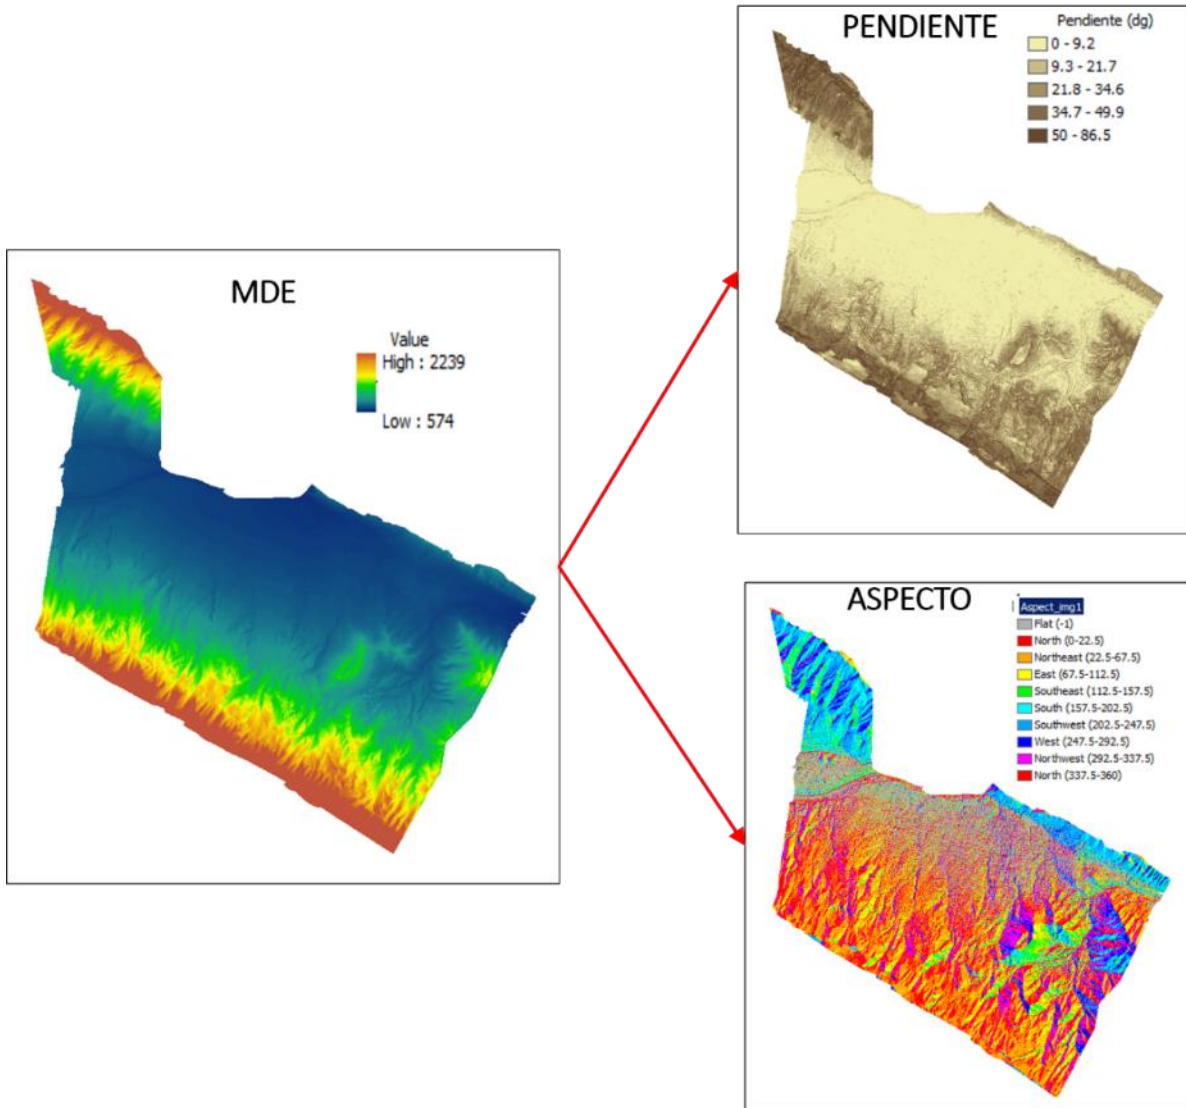 MDE
Value
High : 2239
Low : 574
PENDIENTE
Pendiente (dg)
0 - 9.2
9.3 - 21.7
21.8 - 34.6
34.7 - 49.9
50 - 86.5
ASPECTO
Aspect_img1
Flat (-1)
North (0-22.5)
Northeast (22.5-67.5)
East (67.5-112.5)
Southeast (112.5-157.5)
South (157.5-202.5)
Southwest (202.5-247.5)
West (247.5-292.5)
Northwest (292.5-337.5)
North (337.5-360)